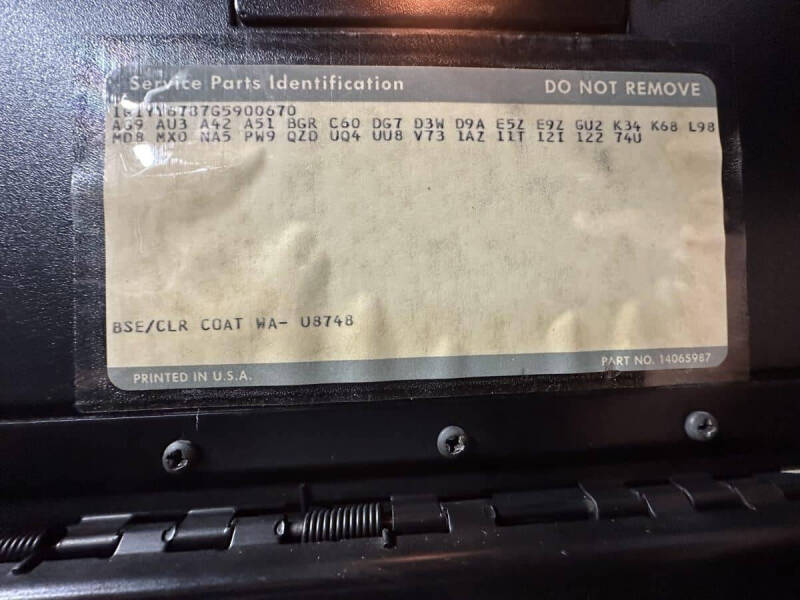 Service Parts Identification DO NOT REMOVE
1G1YY6787G5900670
AG9 AU3 A42 A51 BGR C60 DG7 D3W D9A E5Z E9Z GU2 K34 K68 L98
MD8 MX0 NA5 PW9 QZD UQ4 UU8 V73 1AZ 11T 12I 122 74U
BSE/CLR COAT WA- U8748
PRINTED IN U.S.A. PART NO. 14065987